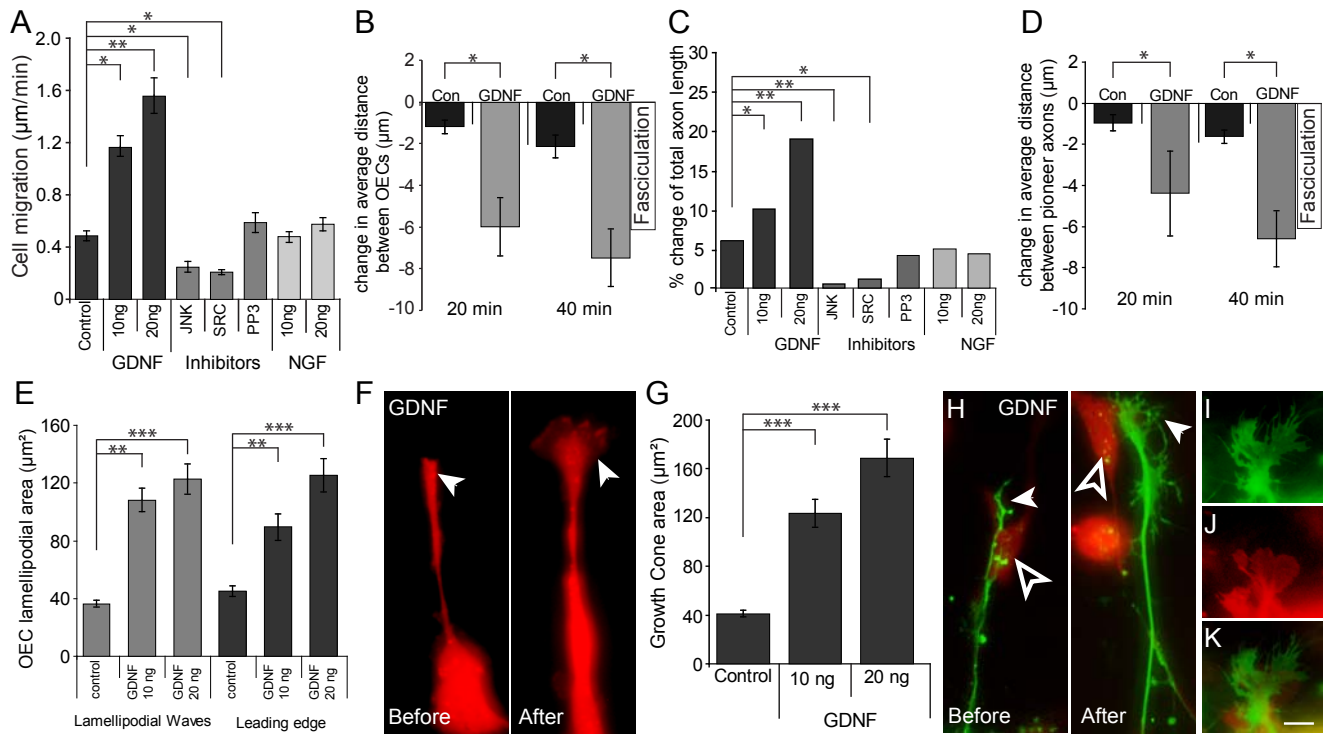 A
Cell migration (µm/min)
2.0
1.6
1.2
0.8
0.4
0
*
*
**
*
Control
10ng
20ng
JNK
SRC
PP3
10ng
20ng
GDNF
Inhibitors
NGF
B
change in average distance
between OECs (µm)
2
0
-2
-4
-6
-8
-10
*
*
Con
GDNF
Con
GDNF
Fasciculation
20 min
40 min
C
% change of total axon length
30
25
20
15
10
5
0
*
**
**
*
Control
10ng
20ng
JNK
SRC
PP3
10ng
20ng
GDNF
Inhibitors
NGF
D
change in average distance
between pioneer axons (µm)
2
0
-2
-4
-6
-8
-10
*
*
Con
GDNF
Con
GDNF
Fasciculation
20 min
40 min
E
OEC lamellipodial area (µm²)
160
120
80
40
0
***
**
***
**
control
GDNF
10 ng
GDNF
20 ng
control
GDNF
10 ng
GDNF
20 ng
Lamellipodial Waves
Leading edge
F
GDNF
Before
After
G
Growth Cone area (µm²)
200
160
120
80
40
0
***
***
Control
10 ng
20 ng
GDNF
H
GDNF
Before
After
I
J
K